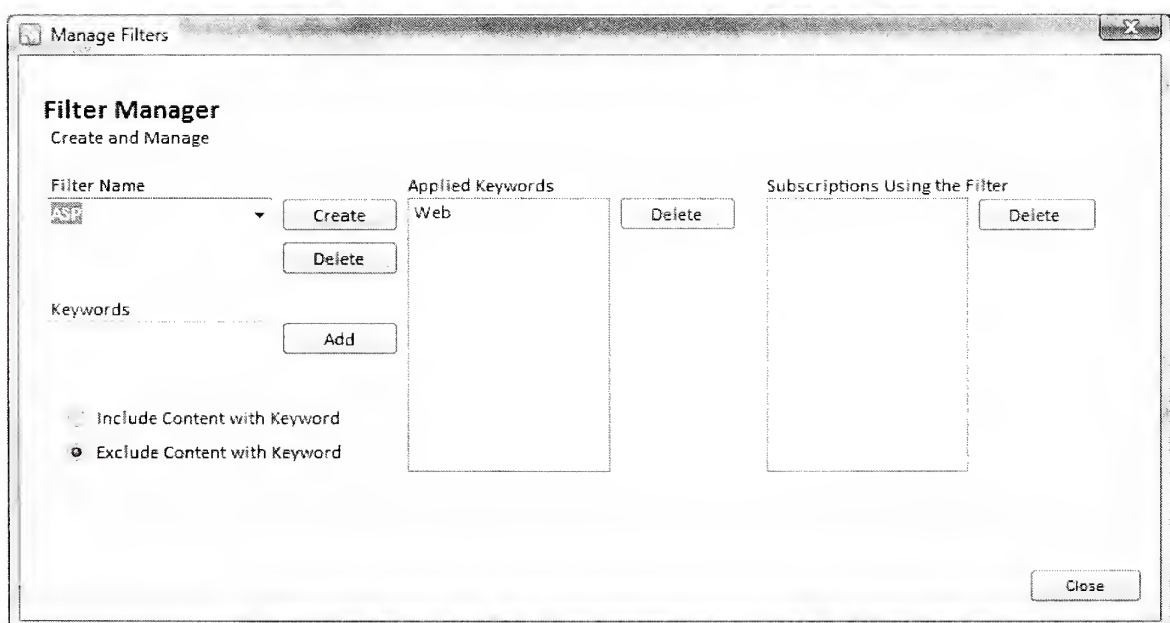 Manage Filters
X
Filter Manager
Create and Manage
Filter Name
Applied Keywords
Subscriptions Using the Filter
ASP
Create
Web
Delete
Delete
Delete
Keywords
Add
Include Content with Keyword
Exclude Content with Keyword
Close